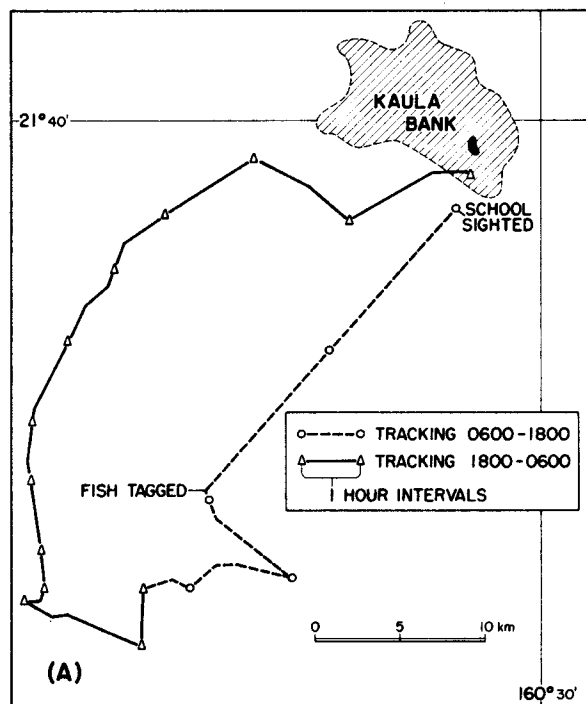 KAULA
BANK
21° 40'
SCHOOL
SIGHTED
TRACKING 0600-1800
TRACKING 1800-0600
1 HOUR INTERVALS
FISH TAGGED
0 5 10 km
(A)
160° 30'